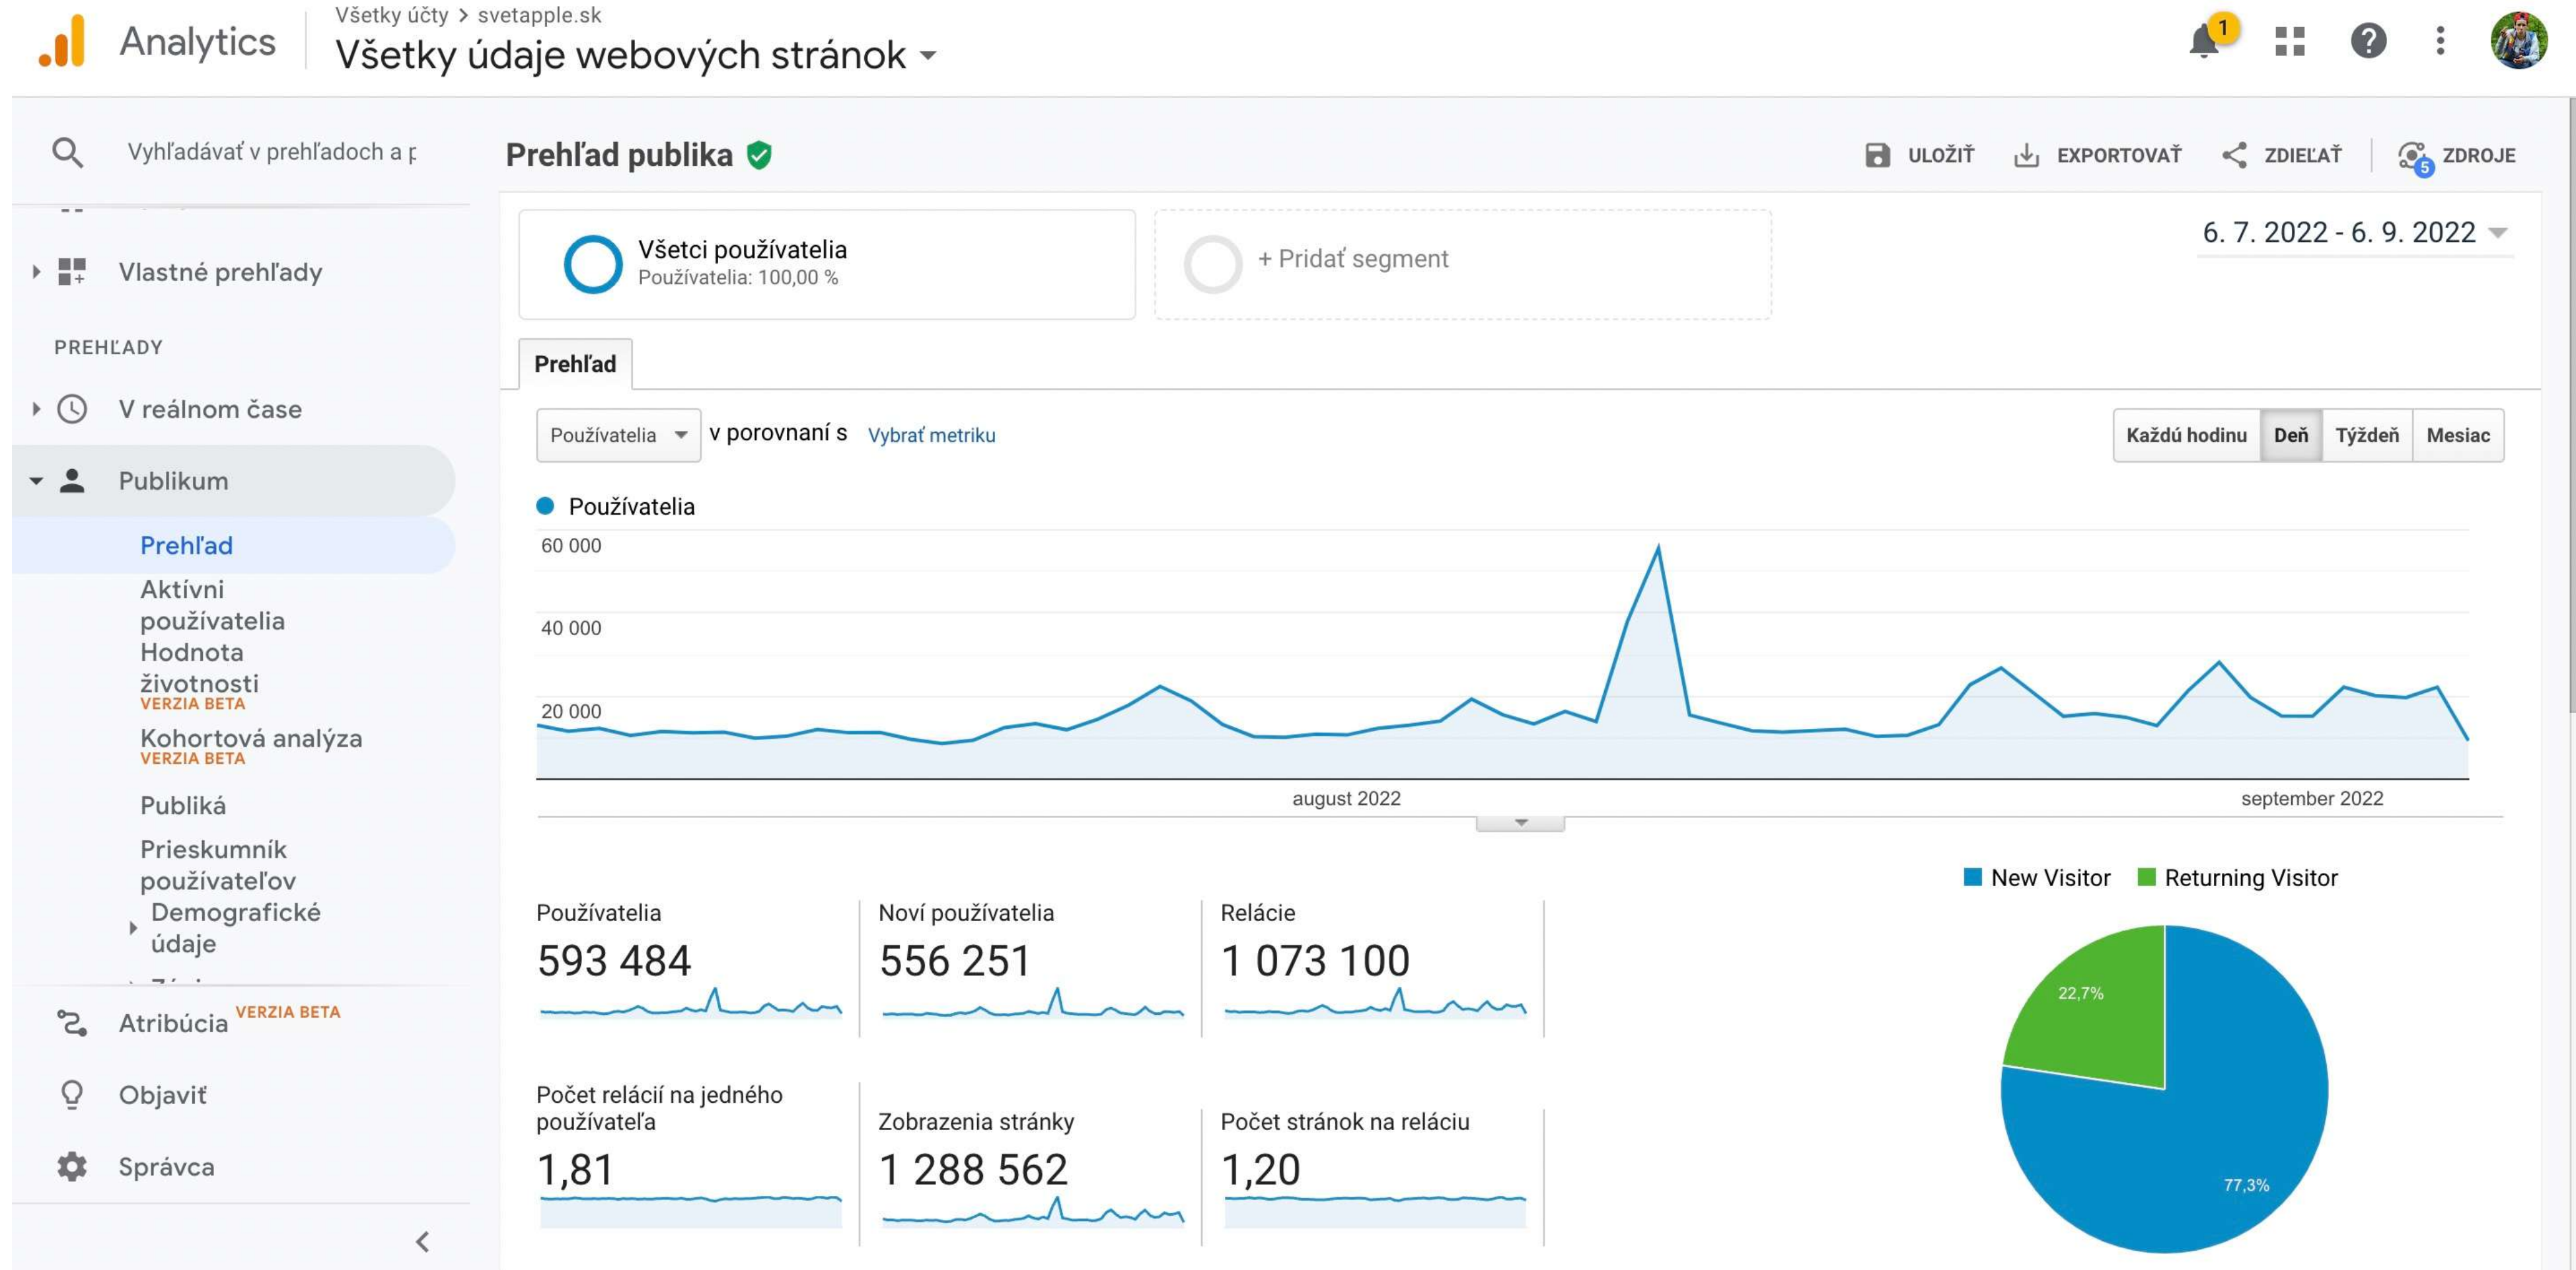 Analytics
Všetky účty > svetapple.sk
Všetky údaje webových stránok
1
Vyhľadávať v prehľadoch a p
Vlastné prehľady
PREHĽADY
V reálnom čase
Publikum
Prehľad
Aktívni
používatelia
Hodnota
životnosti
VERZIA BETA
Kohortová analýza
VERZIA BETA
Publiká
Prieskumník
používateľov
Demografické
údaje
Atribúcia VERZIA BETA
Objaviť
Správca
Prehľad publika
ULOŽIŤ
EXPORTOVAŤ
ZDIEĽAŤ
5
ZDROJE
Všetci používatelia
Používatelia: 100,00 %
+ Pridať segment
6. 7. 2022 - 6. 9. 2022
Prehľad
Používatelia v porovnaní s Vybrať metriku
Každú hodinu Deň Týždeň Mesiac
Používatelia
60 000
40 000
20 000
august 2022
september 2022
Používatelia
593 484
Noví používatelia
556 251
Relácie
1 073 100
Počet relácií na jedného
používateľa
1,81
Zobrazenia stránky
1 288 562
Počet stránok na reláciu
1,20
New Visitor Returning Visitor
22,7%
77,3%